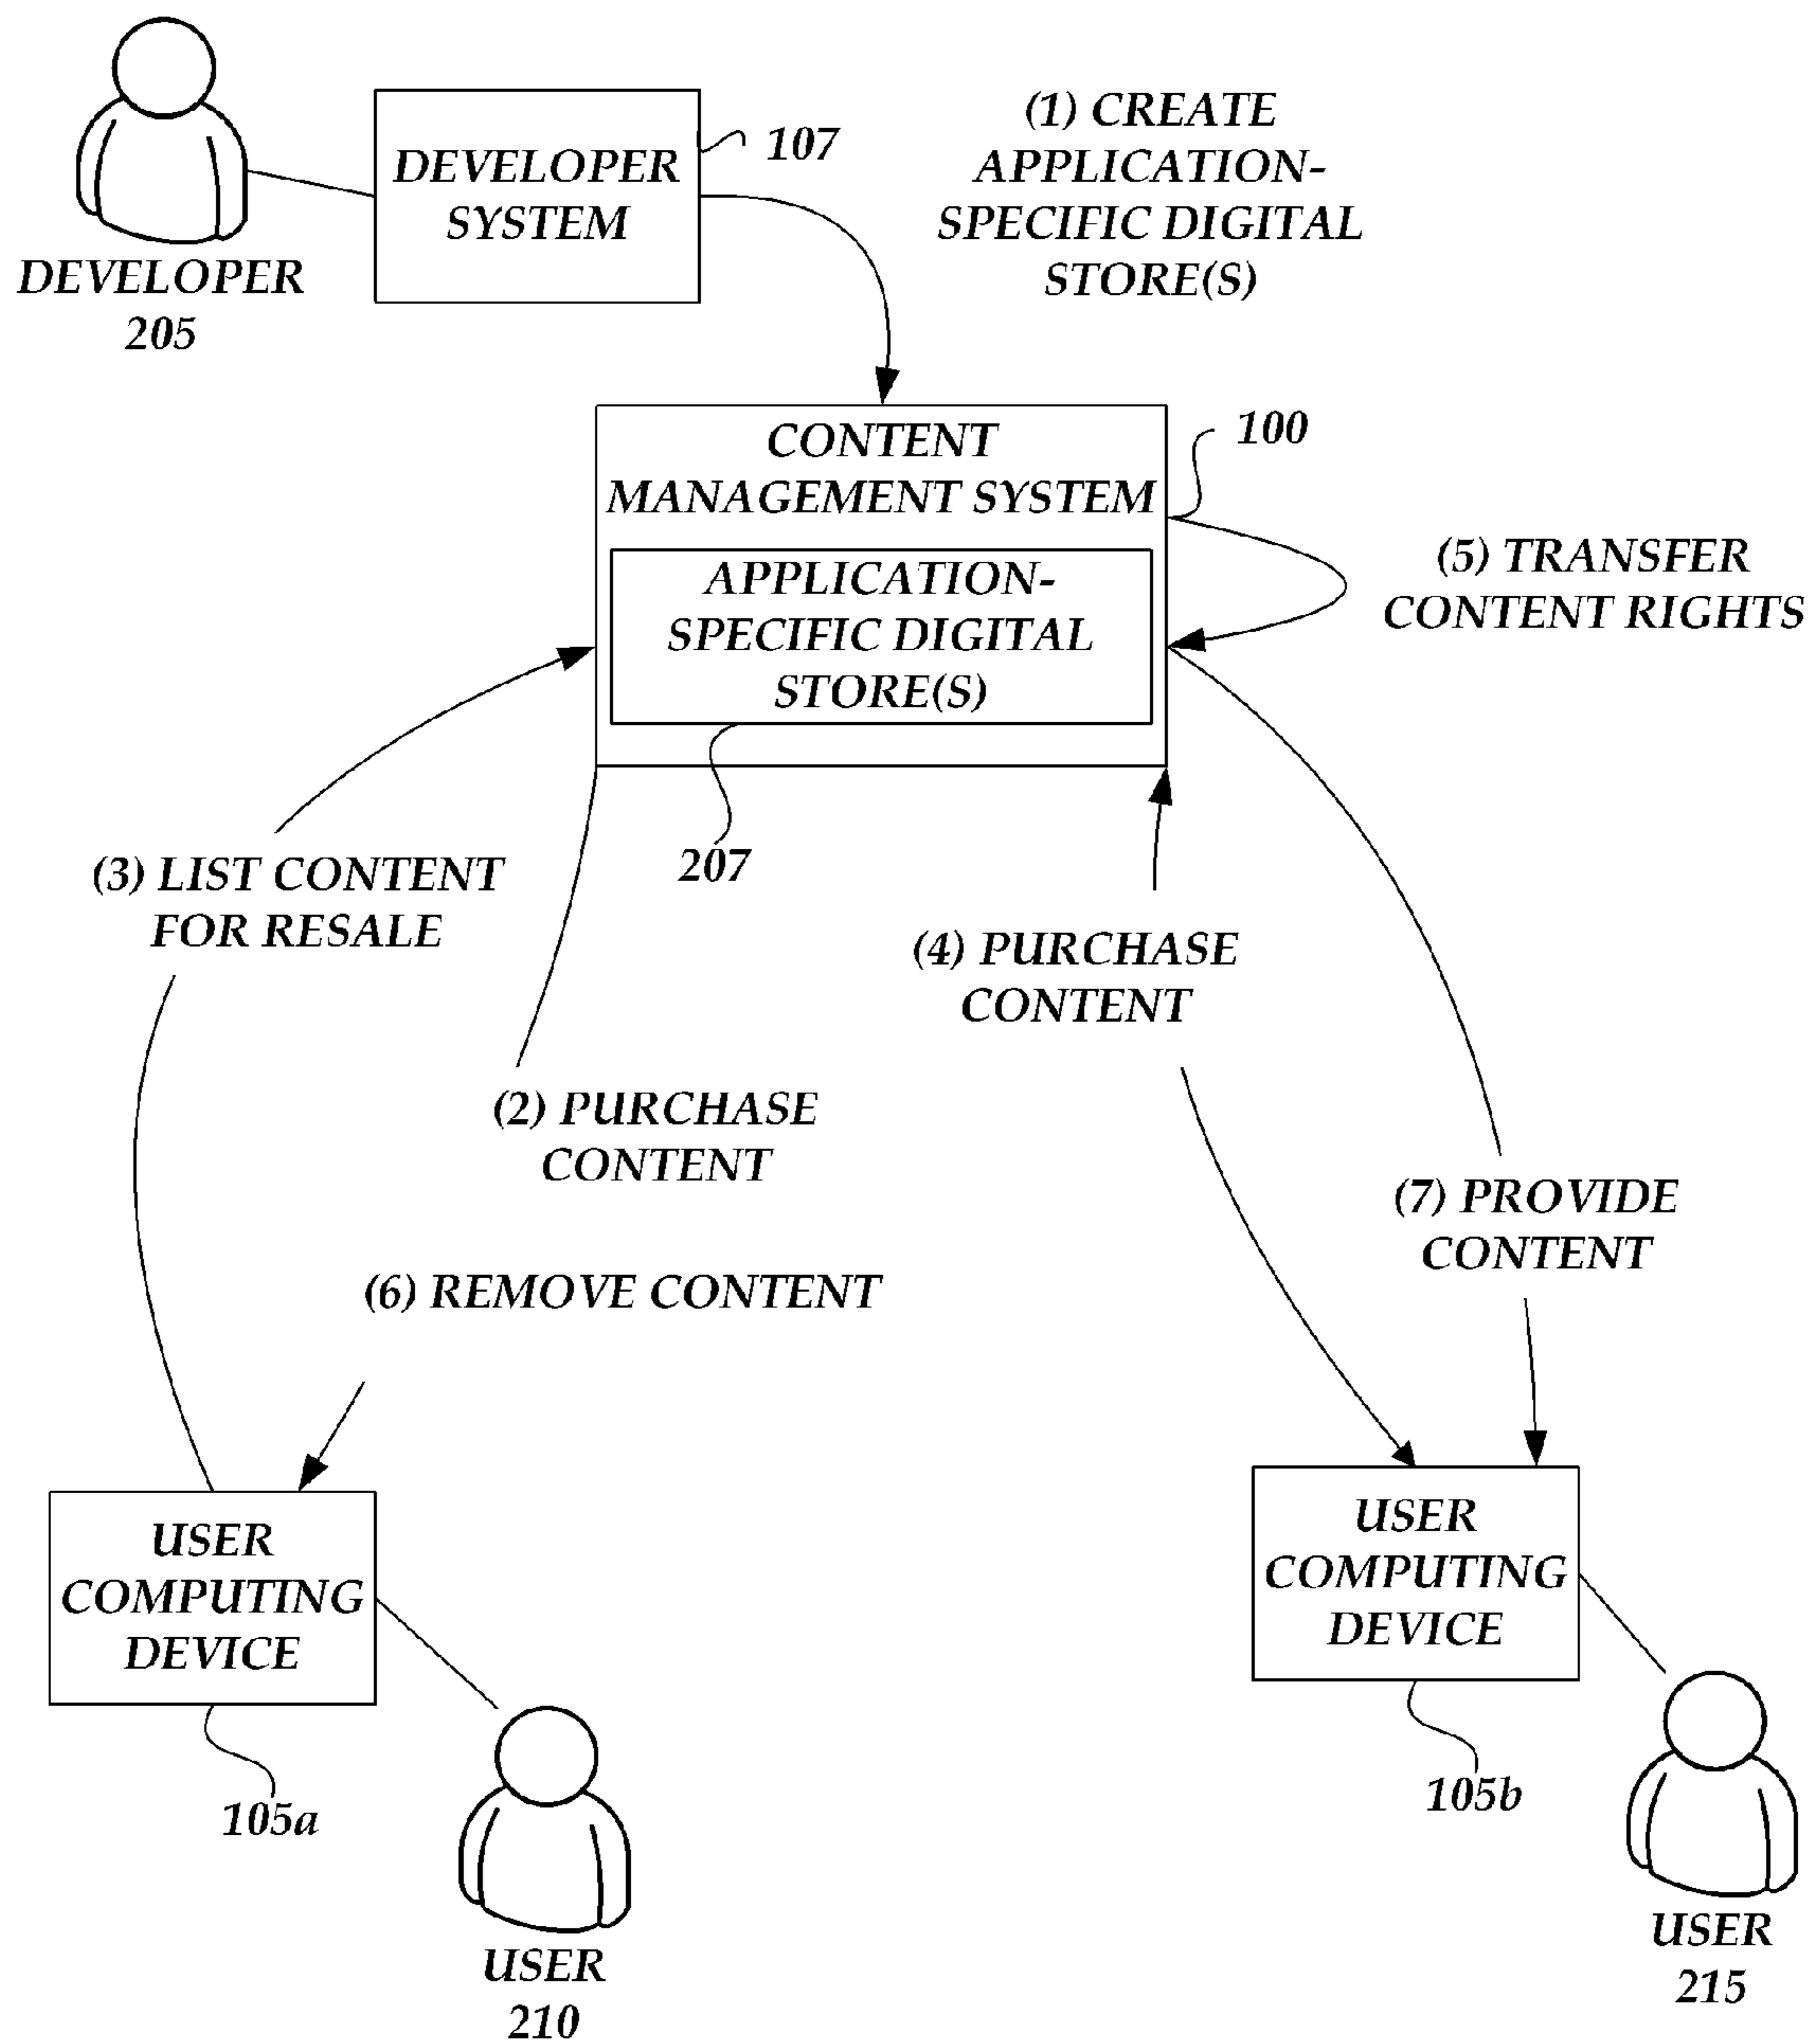 DEVELOPER
SYSTEM
107
(1) CREATE
APPLICATION-
SPECIFIC DIGITAL
STORE(S)
DEVELOPER
205
CONTENT
MANAGEMENT SYSTEM
100
APPLICATION-
SPECIFIC DIGITAL
STORE(S)
(5) TRANSFER
CONTENT RIGHTS
207
(3) LIST CONTENT
FOR RESALE
(4) PURCHASE
CONTENT
(2) PURCHASE
CONTENT
(7) PROVIDE
CONTENT
(6) REMOVE CONTENT
USER
COMPUTING
DEVICE
105a
USER
210
USER
COMPUTING
DEVICE
105b
USER
215